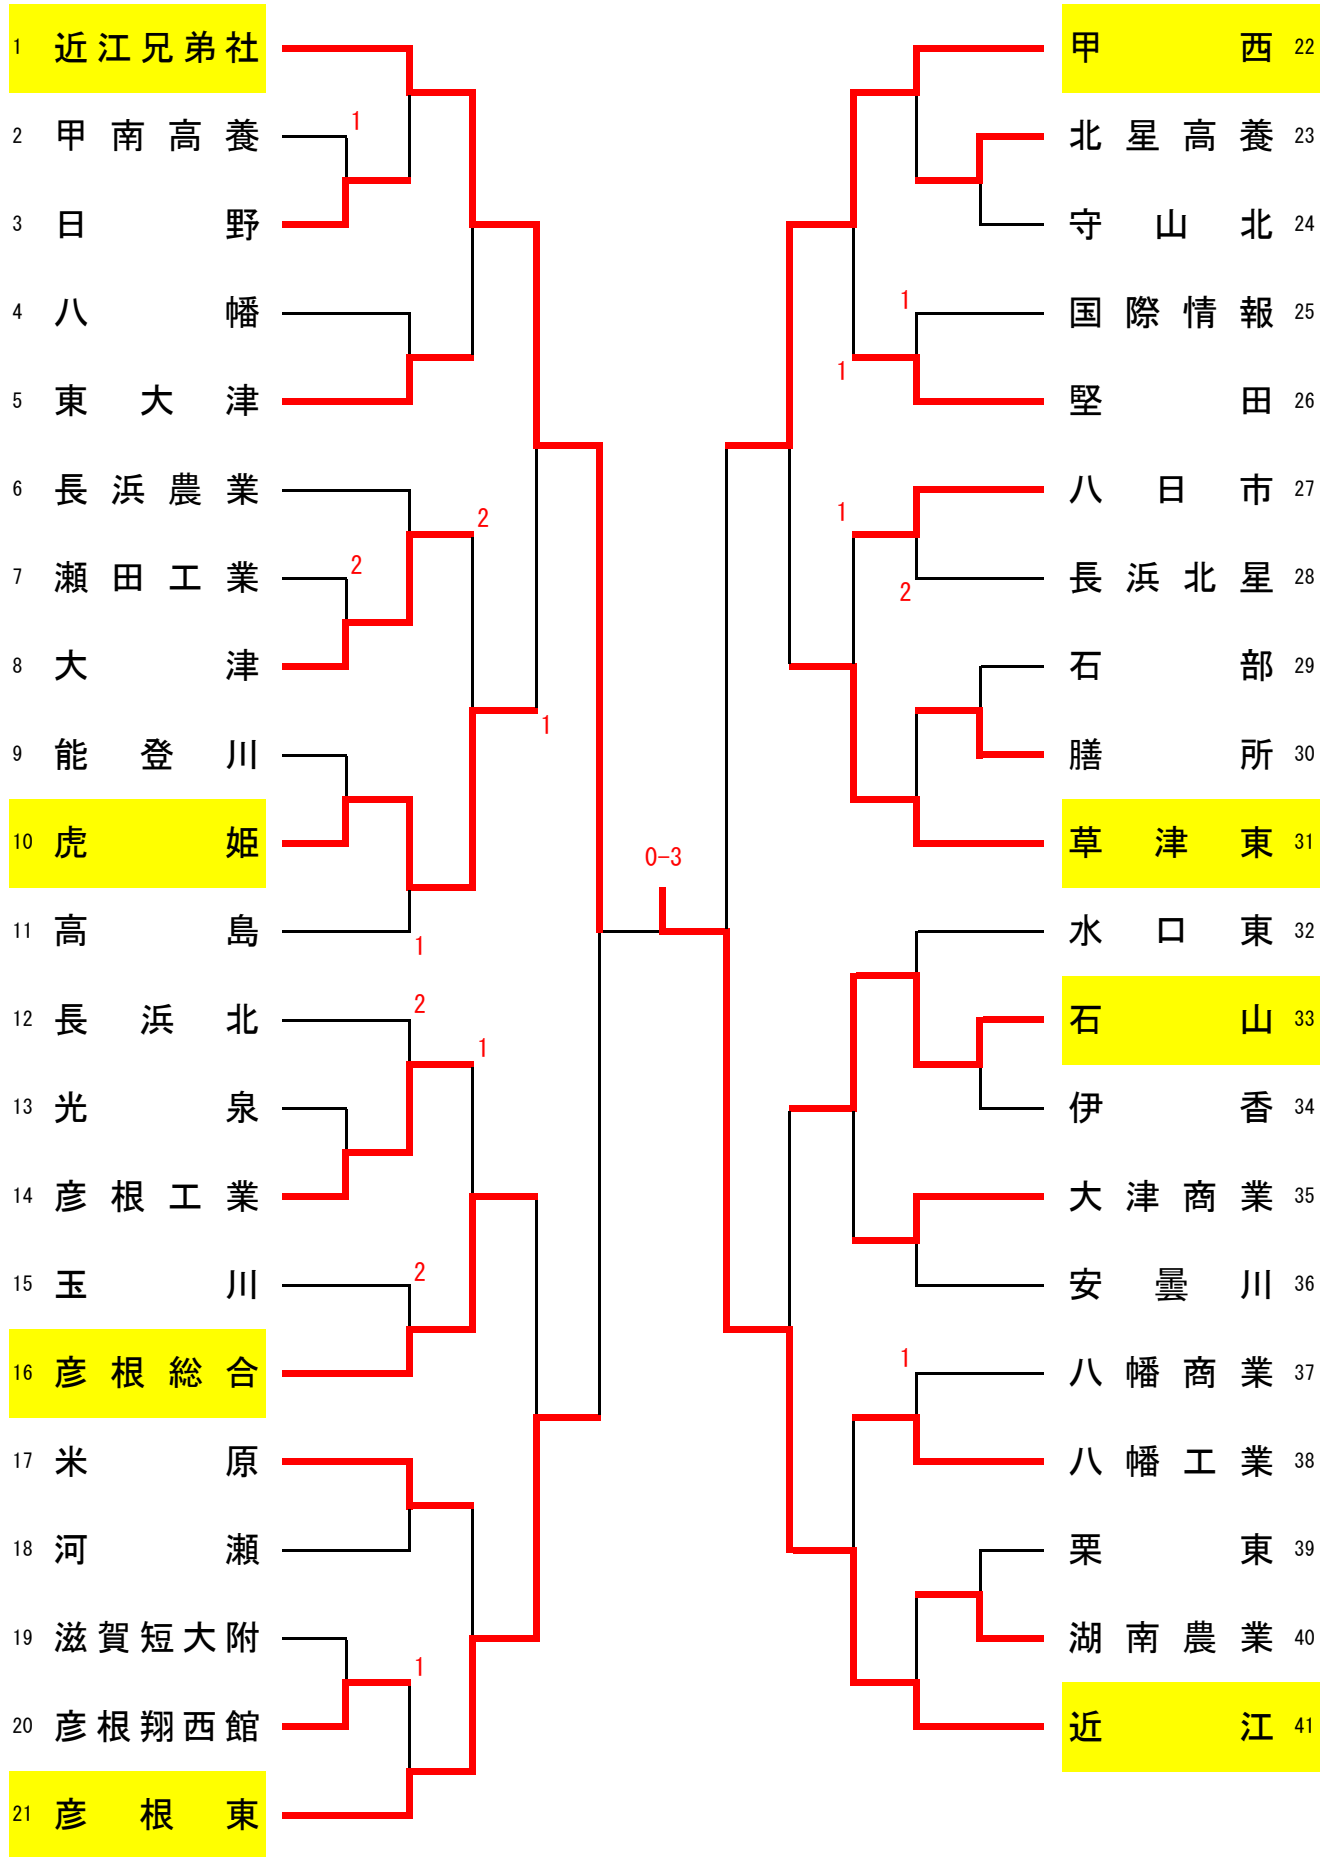 1 近江兄弟社
2 甲南高養
1
3 日野
4 八幡
5 東大津
6 長浜農業
2
7 瀬田工業
2
8 大津
9 能登川
1
10 虎姫
11 高島
1
12 長浜北
2
1
13 光泉
14 彦根工業
15 玉川
2
16 彦根総合
17 米原
18 河瀬
19 滋賀短大附
1
20 彦根翔西館
21 彦根東
0-3
甲西 22
北星高養 23
守山北 24
1
国際情報 25
1
堅田 26
八日市 27
1
長浜北星 28
2
石部 29
膳所 30
草津東 31
水口東 32
石山 33
伊香 34
大津商業 35
安曇川 36
1
八幡商業 37
八幡工業 38
栗東 39
湖南農業 40
近江 41